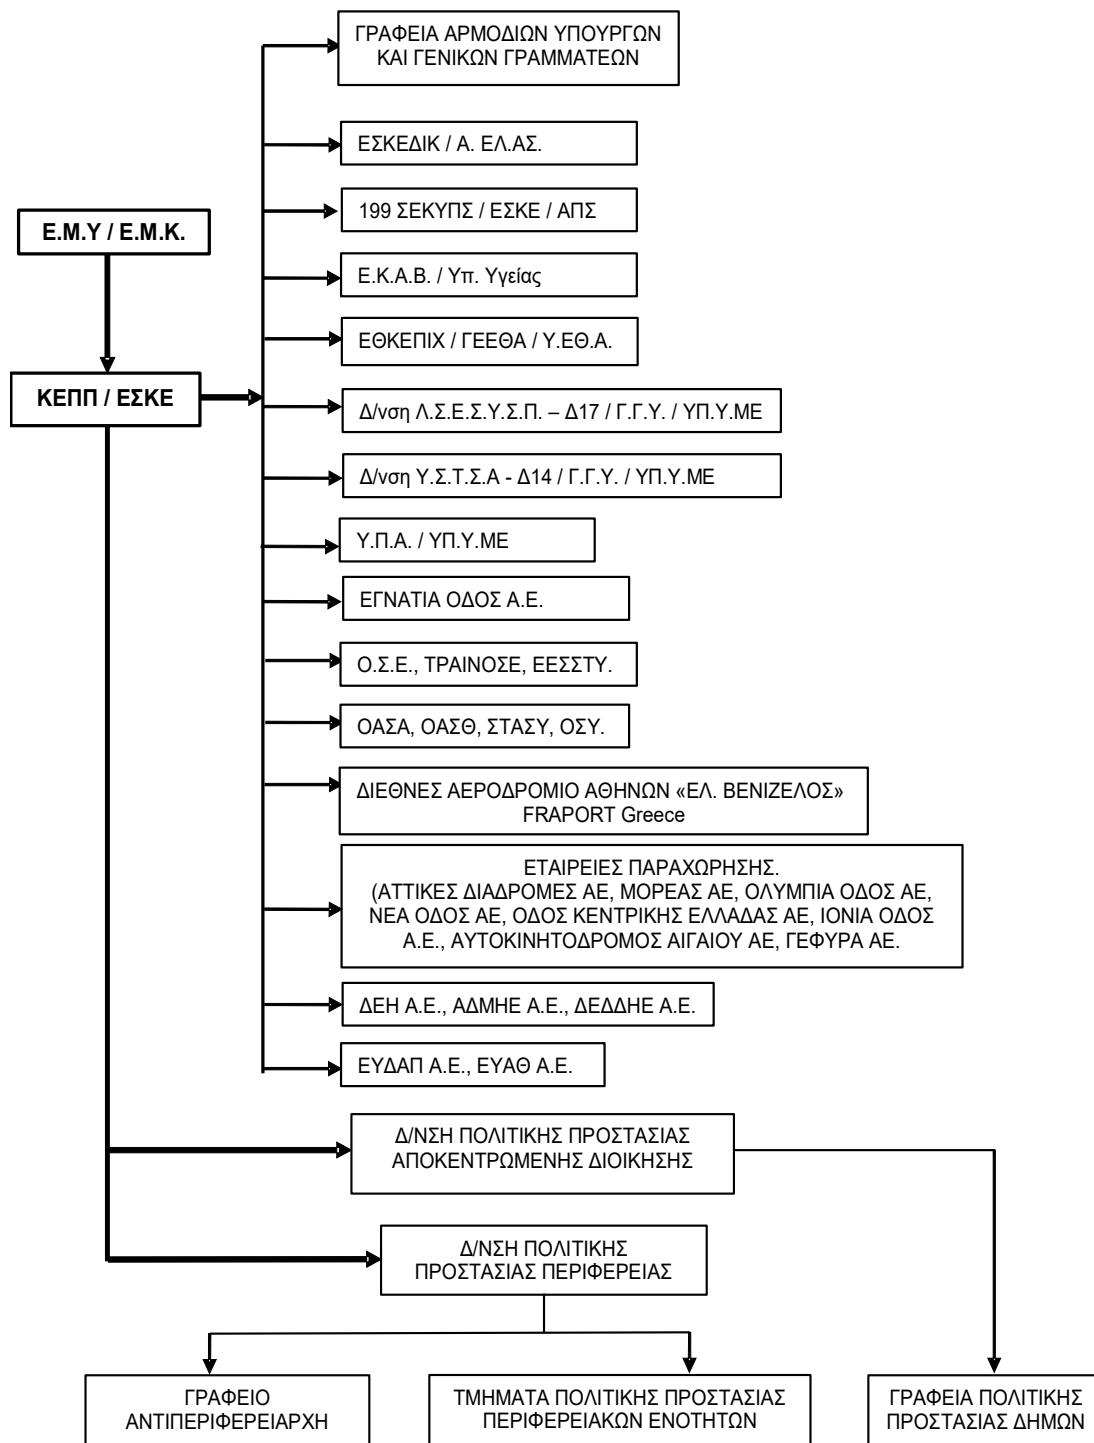 ΓΡΑΦΕΙΑ ΑΡΜΟΔΙΩΝ ΥΠΟΥΡΓΩΝ
ΚΑΙ ΓΕΝΙΚΩΝ ΓΡΑΜΜΑΤΕΩΝ
ΕΣΚΕΔΙΚ / Α. ΕΛ.ΑΣ.
199 ΣΕΚΥΠΣ / ΕΣΚΕ / ΑΠΣ
Ε.Μ.Υ / Ε.Μ.Κ.
Ε.Κ.Α.Β. / Υπ. Υγείας
ΕΘΚΕΠΙΧ / ΓΕΕΘΑ / Υ.ΕΘ.Α.
ΚΕΠΠ / ΕΣΚΕ
Δ/νση Λ.Σ.Ε.Σ.Υ.Σ.Π. – Δ17 / Γ.Γ.Υ. / ΥΠ.Υ.ΜΕ
Δ/νση Υ.Σ.Τ.Σ.Α - Δ14 / Γ.Γ.Υ. / ΥΠ.Υ.ΜΕ
Υ.Π.Α. / ΥΠ.Υ.ΜΕ
ΕΓΝΑΤΙΑ ΟΔΟΣ Α.Ε.
Ο.Σ.Ε., ΤΡΑΙΝΟΣΕ, ΕΕΣΣΤΥ.
ΟΑΣΑ, ΟΑΣΘ, ΣΤΑΣΥ, ΟΣΥ.
ΔΙΕΘΝΕΣ ΑΕΡΟΔΡΟΜΙΟ ΑΘΗΝΩΝ «ΕΛ. ΒΕΝΙΖΕΛΟΣ»
FRAPORT Greece
ΕΤΑΙΡΕΙΕΣ ΠΑΡΑΧΩΡΗΣΗΣ.
(ΑΤΤΙΚΕΣ ΔΙΑΔΡΟΜΕΣ ΑΕ, ΜΟΡΕΑΣ ΑΕ, ΟΛΥΜΠΙΑ ΟΔΟΣ ΑΕ,
ΝΕΑ ΟΔΟΣ ΑΕ, ΟΔΟΣ ΚΕΝΤΡΙΚΗΣ ΕΛΛΑΔΑΣ ΑΕ, ΙΟΝΙΑ ΟΔΟΣ
Α.Ε., ΑΥΤΟΚΙΝΗΤΟΔΡΟΜΟΣ ΑΙΓΑΙΟΥ ΑΕ, ΓΕΦΥΡΑ ΑΕ.
ΔΕΗ Α.Ε., ΑΔΜΗΕ Α.Ε., ΔΕΔΔΗΕ Α.Ε.
ΕΥΔΑΠ Α.Ε., ΕΥΑΘ Α.Ε.
Δ/ΝΣΗ ΠΟΛΙΤΙΚΗΣ ΠΡΟΣΤΑΣΙΑΣ
ΑΠΟΚΕΝΤΡΩΜΕΝΗΣ ΔΙΟΙΚΗΣΗΣ
Δ/ΝΣΗ ΠΟΛΙΤΙΚΗΣ
ΠΡΟΣΤΑΣΙΑΣ ΠΕΡΙΦΕΡΕΙΑΣ
ΓΡΑΦΕΙΟ
ΑΝΤΙΠΕΡΙΦΕΡΕΙΑΡΧΗ
ΤΜΗΜΑΤΑ ΠΟΛΙΤΙΚΗΣ ΠΡΟΣΤΑΣΙΑΣ
ΠΕΡΙΦΕΡΕΙΑΚΩΝ ΕΝΟΤΗΤΩΝ
ΓΡΑΦΕΙΑ ΠΟΛΙΤΙΚΗΣ
ΠΡΟΣΤΑΣΙΑΣ ΔΗΜΩΝ